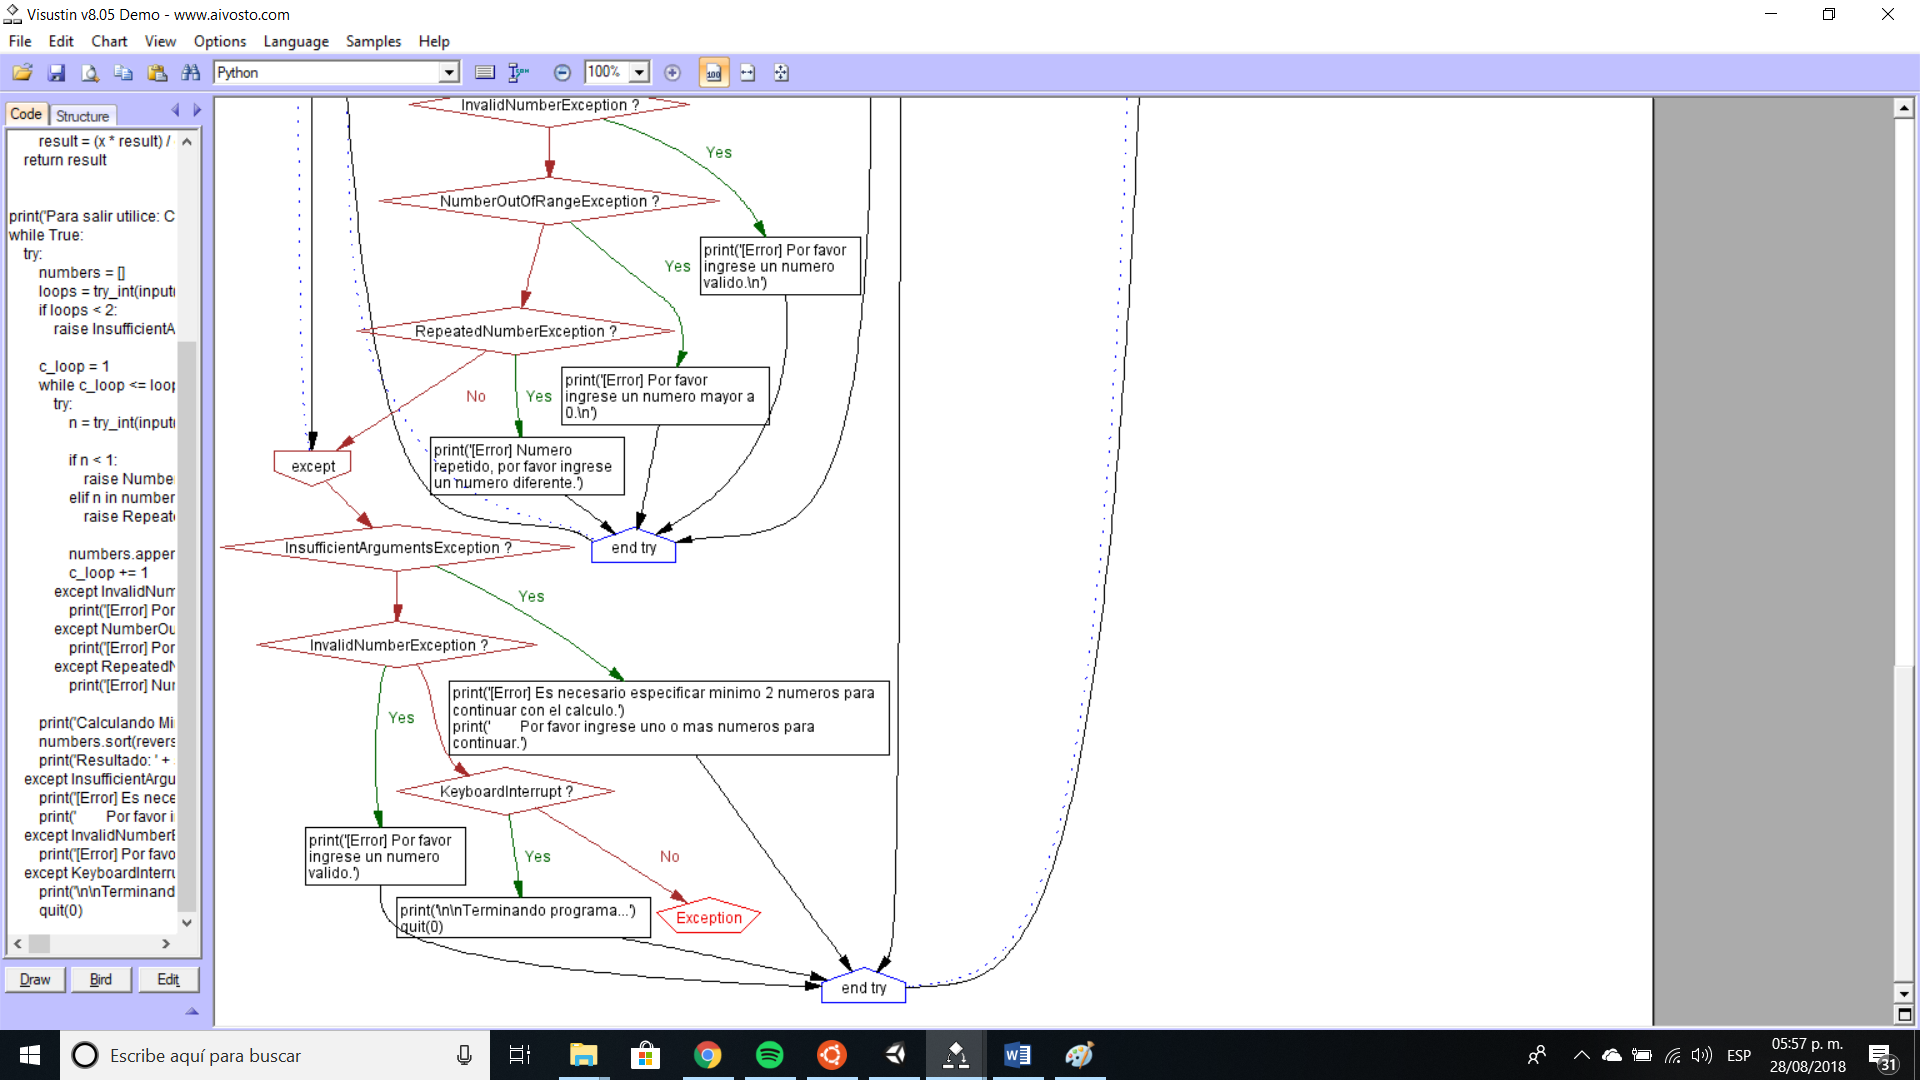 Visustin v8.05 Demo - www.aivosto.com
File Edit Chart View Options Language Samples Help
Python
100%
100
Code Structure
result = (x * result) /
return result
print('Para salir utilice: C
while True:
try:
numbers = []
loops = try_int(input(
if loops < 2:
raise InsufficientA
c_loop = 1
while c_loop <= loop
try:
n = try_int(input(
if n < 1:
raise Numbe
elif n in number
raise Repeate
numbers.apper
c_loop += 1
except InvalidNum
print('[Error] Por
except NumberOu
print('[Error] Por
except RepeatedN
print('[Error] Nur
print('Calculando Mi
numbers.sort(revers
print('Resultado: ' +
except InsufficientArgu
print('[Error] Es nece
print(' Por favor i
except InvalidNumberE
print('[Error] Por favo
except KeyboardInterru
print('\n\nTerminand
quit(0)
Draw Bird Edit
InvalidNumberException ?
Yes
NumberOutOfRangeException ?
Yes
print('[Error] Por favor
ingrese un numero
valido.\n')
RepeatedNumberException ?
No
Yes
print('[Error] Por favor
ingrese un numero mayor a
0.\n')
print('[Error] Numero
repetido, por favor ingrese
un numero diferente.')
except
end try
InsufficientArgumentsException ?
Yes
InvalidNumberException ?
Yes
print('[Error] Es necesario especificar minimo 2 numeros para
continuar con el calculo.')
print(' Por favor ingrese uno o mas numeros para
continuar.')
KeyboardInterrupt ?
print('[Error] Por favor
ingrese un numero
valido.')
Yes
No
print('\n\nTerminando programa...')
quit(0)
Exception
end try
Escribe aquí para buscar
ESP
05:57 p. m.
28/08/2018
31